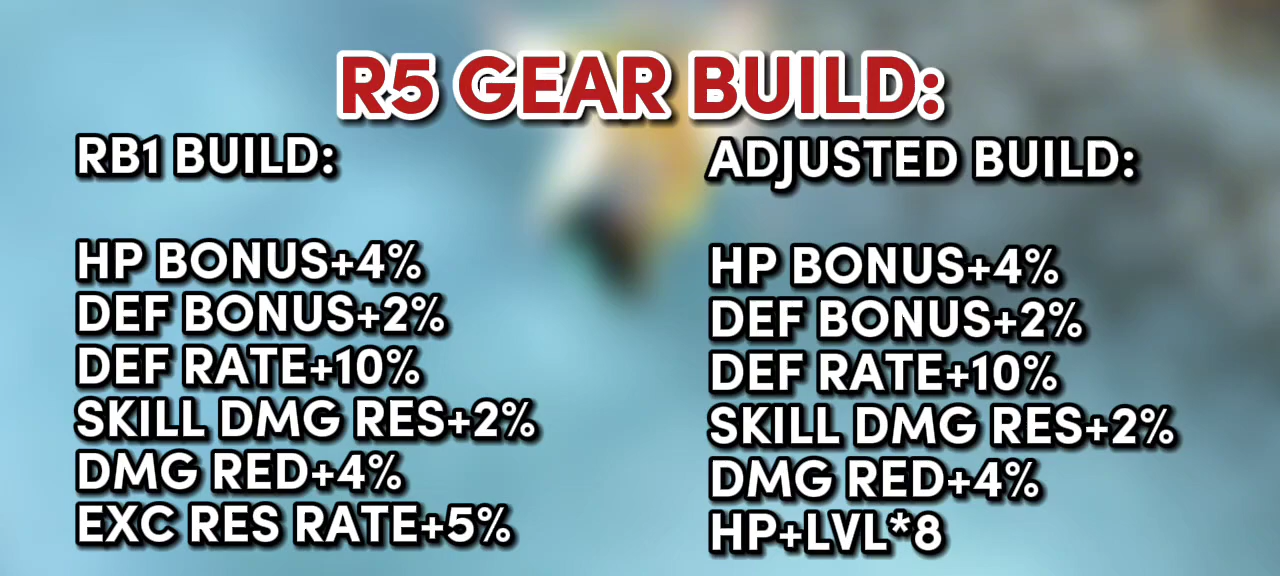 R5 GEAR BUILD:
RB1 BUILD:
HP BONUS+4%
DEF BONUS+2%
DEF RATE+10%
SKILL DMG RES+2%
DMG RED+4%
EXC RES RATE+5%
ADJUSTED BUILD:
HP BONUS+4%
DEF BONUS+2%
DEF RATE+10%
SKILL DMG RES+2%
DMG RED+4%
HP+LVL*8